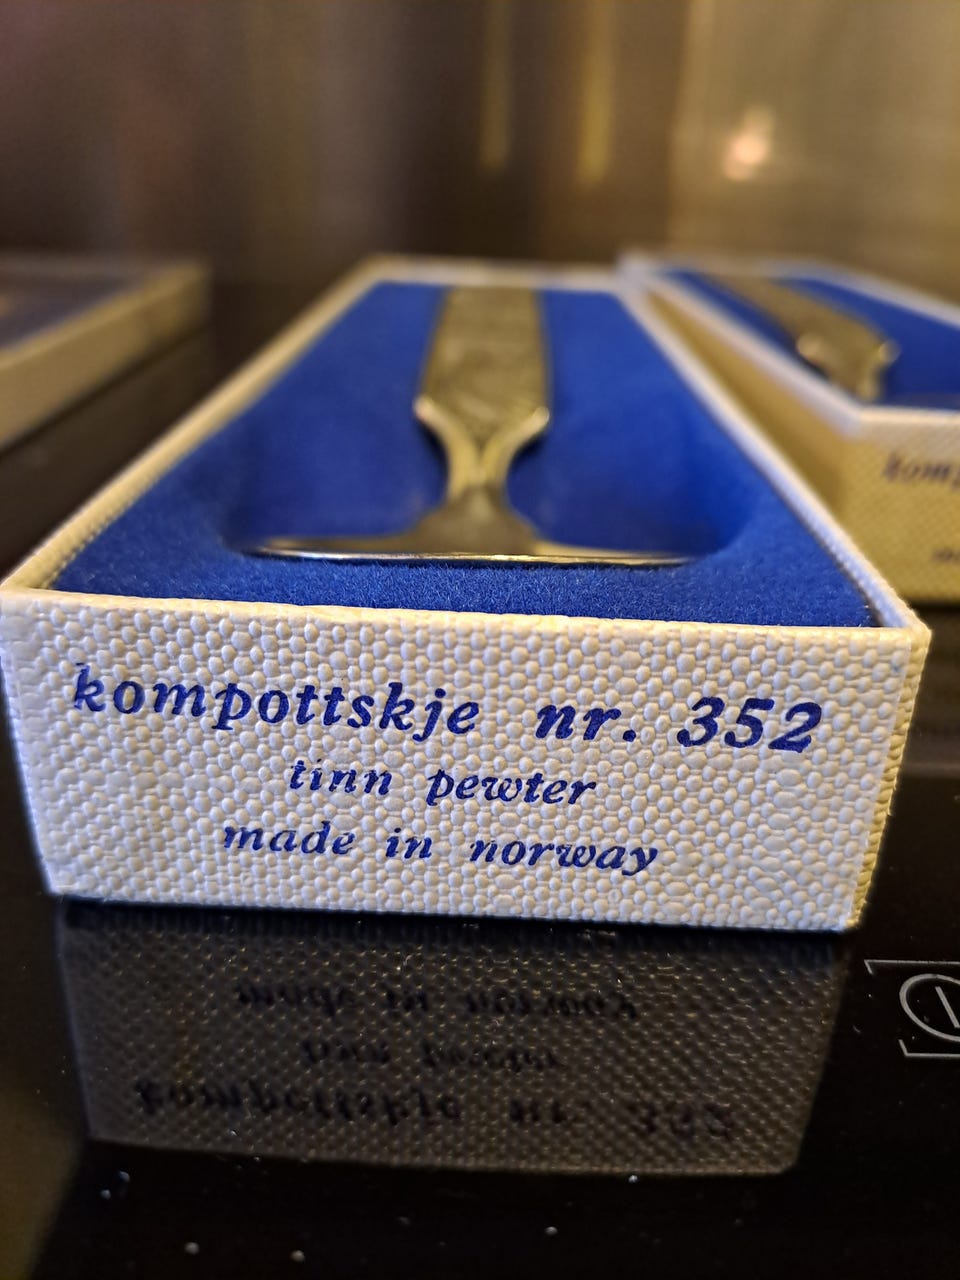 kompottskje nr. 352
tinn pewter
made in norway